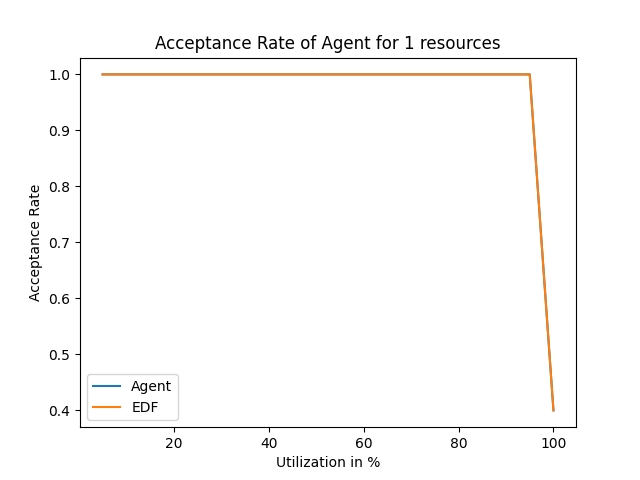 Acceptance Rate of Agent for 1 resources
1.0
0.9
0.8
0.7
0.6
0.5
0.4
Acceptance Rate
Agent
EDF
20
40
60
80
100
Utilization in %